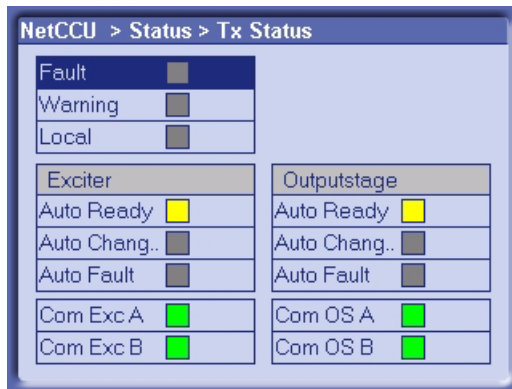 NetCCU > Status > Tx Status
Fault
Warning
Local
Exciter
Auto Ready
Auto Chang..
Auto Fault
Com Exc A
Com Exc B
Outputstage
Auto Ready
Auto Chang..
Auto Fault
Com OS A
Com OS B